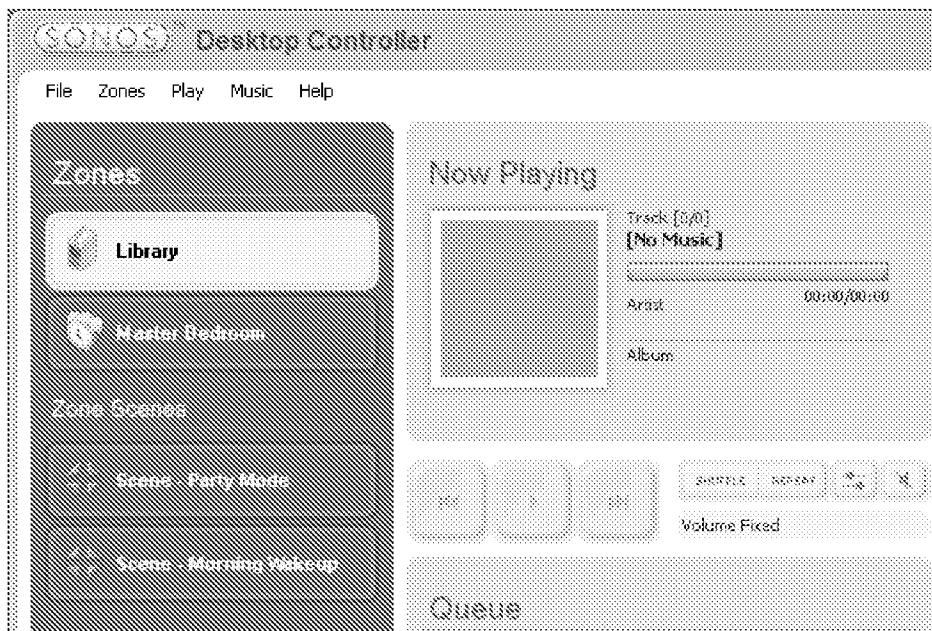 SONOS™ Desktop Controller
File Zones Play Music Help
Zones
Library
Master Bedroom
Zone Scenes
Scene - Party Mode
Scene - Morning Wakeup
Now Playing
Track [0/0]
[No Music]
00:00/00:00
Artist
Album
SHUFFLE REPEAT
Volume Fixed
Queue